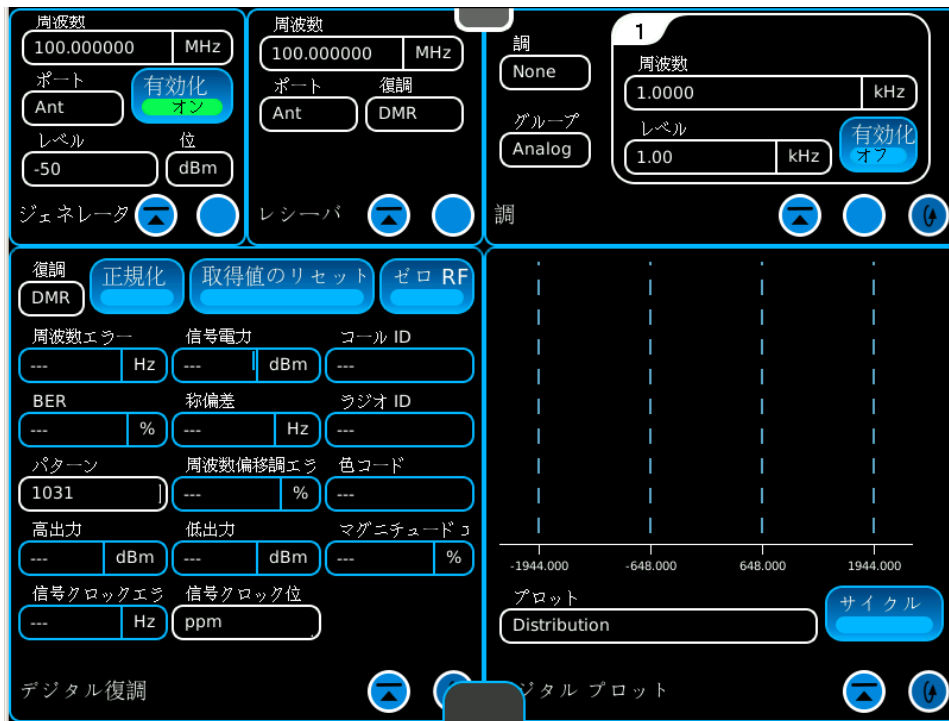 周波数
100.000000 MHz
ポート
Ant
有効化
オン
レベル 位
-50 dBm
ジェネレータ
周波数
100.000000 MHz
ポート 復調
Ant DMR
レシーバ
調
None
グループ
Analog
1
周波数
1.0000 kHz
レベル
1.00 kHz
有効化
オフ
調
復調
DMR
正規化
取得値のリセット
ゼロ RF
周波数エラー 信号電力 コール ID
--- Hz --- dBm ---
BER 称偏差 ラジオ ID
--- % --- Hz ---
パターン 周波数偏移調エラ 色コード
1031 --- % ---
高出力 低出力 マグニチュード
--- dBm --- dBm --- %
信号クロックエラ 信号クロック位
--- Hz ppm
デジタル復調
-1944.000 -648.000 648.000 1944.000
プロット
Distribution
サイクル
ジタル プロット